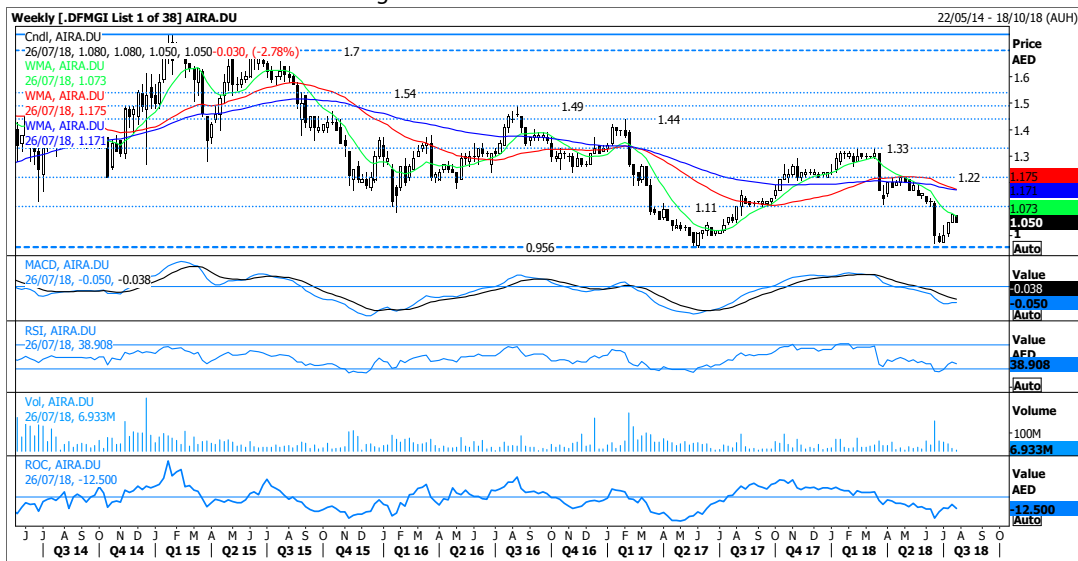 Weekly [.DFMGI List 1 of 38] AIRA.DU 22/05/14 - 18/10/18 (AUH)
Cndl, AIRA.DU
26/07/18, 1.080, 1.080, 1.050, 1.050-0.030, (-2.78%)
WMA, AIRA.DU
26/07/18, 1.073
WMA, AIRA.DU
26/07/18, 1.175
WMA, AIRA.DU
26/07/18, 1.171
1.7
1.54
1.49
1.44
1.33
1.22
1.11
0.956
Price
AED
1.6
1.5
1.4
1.3
1.175
1.171
1.073
1.050
1
Auto
MACD, AIRA.DU
26/07/18, -0.050, -0.038
Value
-0.038
-0.050
Auto
RSI, AIRA.DU
26/07/18, 38.908
Value
AED
38.908
Auto
Vol, AIRA.DU
26/07/18, 6.933M
Volume
100M
6.933M
ROC, AIRA.DU
26/07/18, -12.500
Value
AED
-12.500
Auto
J J A S O N D J F M A M J J A S O N D J F M A M J J A S O N D J F M A M J J A S O N D J F M A M J J A S O
Q3 14 Q4 14 Q1 15 Q2 15 Q3 15 Q4 15 Q1 16 Q2 16 Q3 16 Q4 16 Q1 17 Q2 17 Q3 17 Q4 17 Q1 18 Q2 18 Q3 18